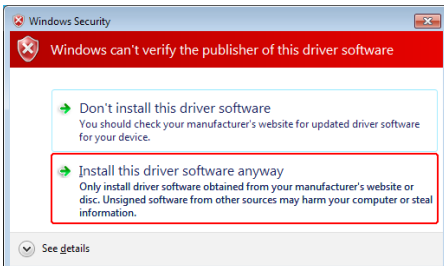 Windows Security
Windows can't verify the publisher of this driver software
Don't install this driver software
You should check your manufacturer's website for updated driver software
for your device.
Install this driver software anyway
Only install driver software obtained from your manufacturer's website or
disc. Unsigned software from other sources may harm your computer or steal
information.
See details